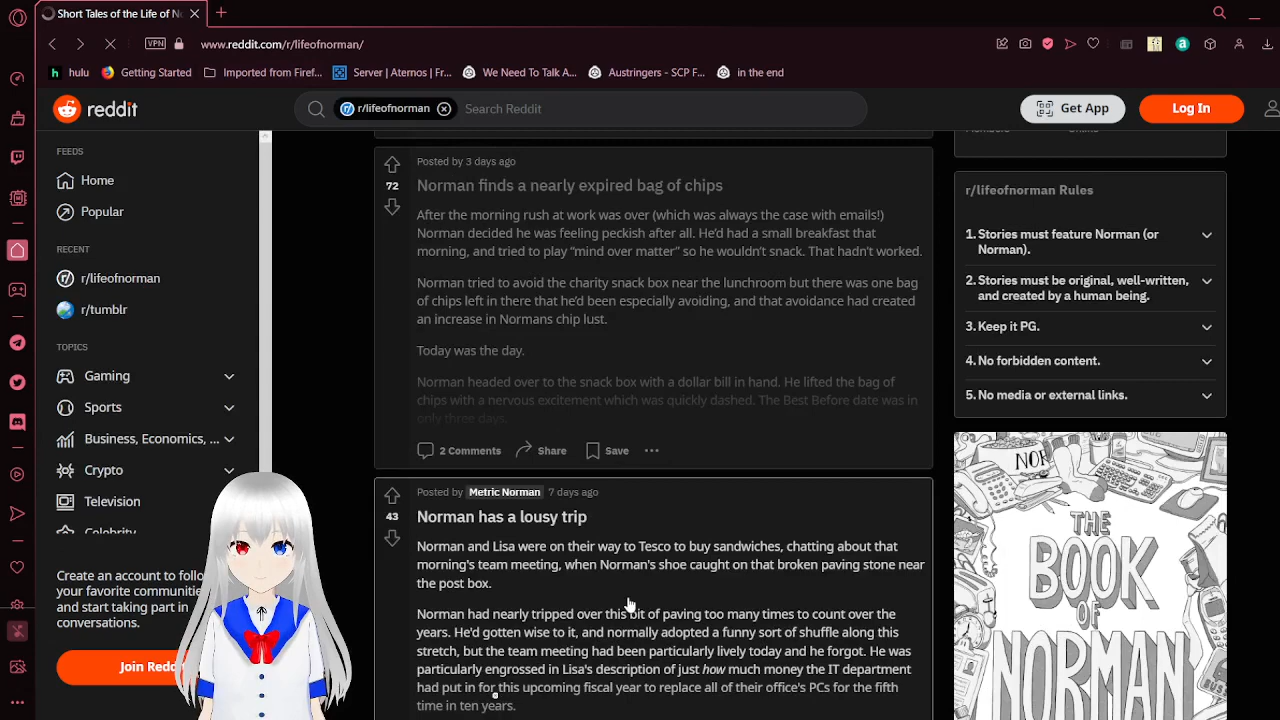 Short Tales of the Life of No
www.reddit.com/r/lifeofnorman/
VPN
h hulu
Getting Started
Imported from Firef...
Server | Aternos | Fr...
We Need To Talk A...
Austringers - SCP F...
in the end
reddit
r/lifeofnorman
Search Reddit
Get App
Log In
FEEDS
Home
Popular
RECENT
r/lifeofnorman
r/tumblr
TOPICS
Gaming
Sports
Business, Economics, ...
Crypto
Television
Celebrity
Create an account to follo
your favorite communities
and start taking part in
conversations.
Join Reddi
Posted by 3 days ago
72
Norman finds a nearly expired bag of chips
After the morning rush at work was over (which was always the case with emails!)
Norman decided he was feeling peckish after all. He'd had a small breakfast that
morning, and tried to play “mind over matter” so he wouldn't snack. That hadn't worked.
Norman tried to avoid the charity snack box near the lunchroom but there was one bag
of chips left in there that he'd been especially avoiding, and that avoidance had created
an increase in Normans chip lust.
Today was the day.
Norman headed over to the snack box with a dollar bill in hand. He lifted the bag of
chips with a nervous excitement which was quickly dashed. The Best Before date was in
only three days.
2 Comments
Share
Save
Posted by Metric Norman 7 days ago
43
Norman has a lousy trip
Norman and Lisa were on their way to Tesco to buy sandwiches, chatting about that
morning's team meeting, when Norman's shoe caught on that broken paving stone near
the post box.
Norman had nearly tripped over this bit of paving too many times to count over the
years. He'd gotten wise to it, and normally adopted a funny sort of shuffle along this
stretch, but the team meeting had been particularly lively today and he forgot. He was
particularly engrossed in Lisa's description of just how much money the IT department
had put in for this upcoming fiscal year to replace all of their office's PCs for the fifth
time in ten years.
Members
Online
r/lifeofnorman Rules
1. Stories must feature Norman (or
Norman).
2. Stories must be original, well-written,
and created by a human being.
3. Keep it PG.
4. No forbidden content.
5. No media or external links.
NOR
THE
BOOK
OF
NORMAN